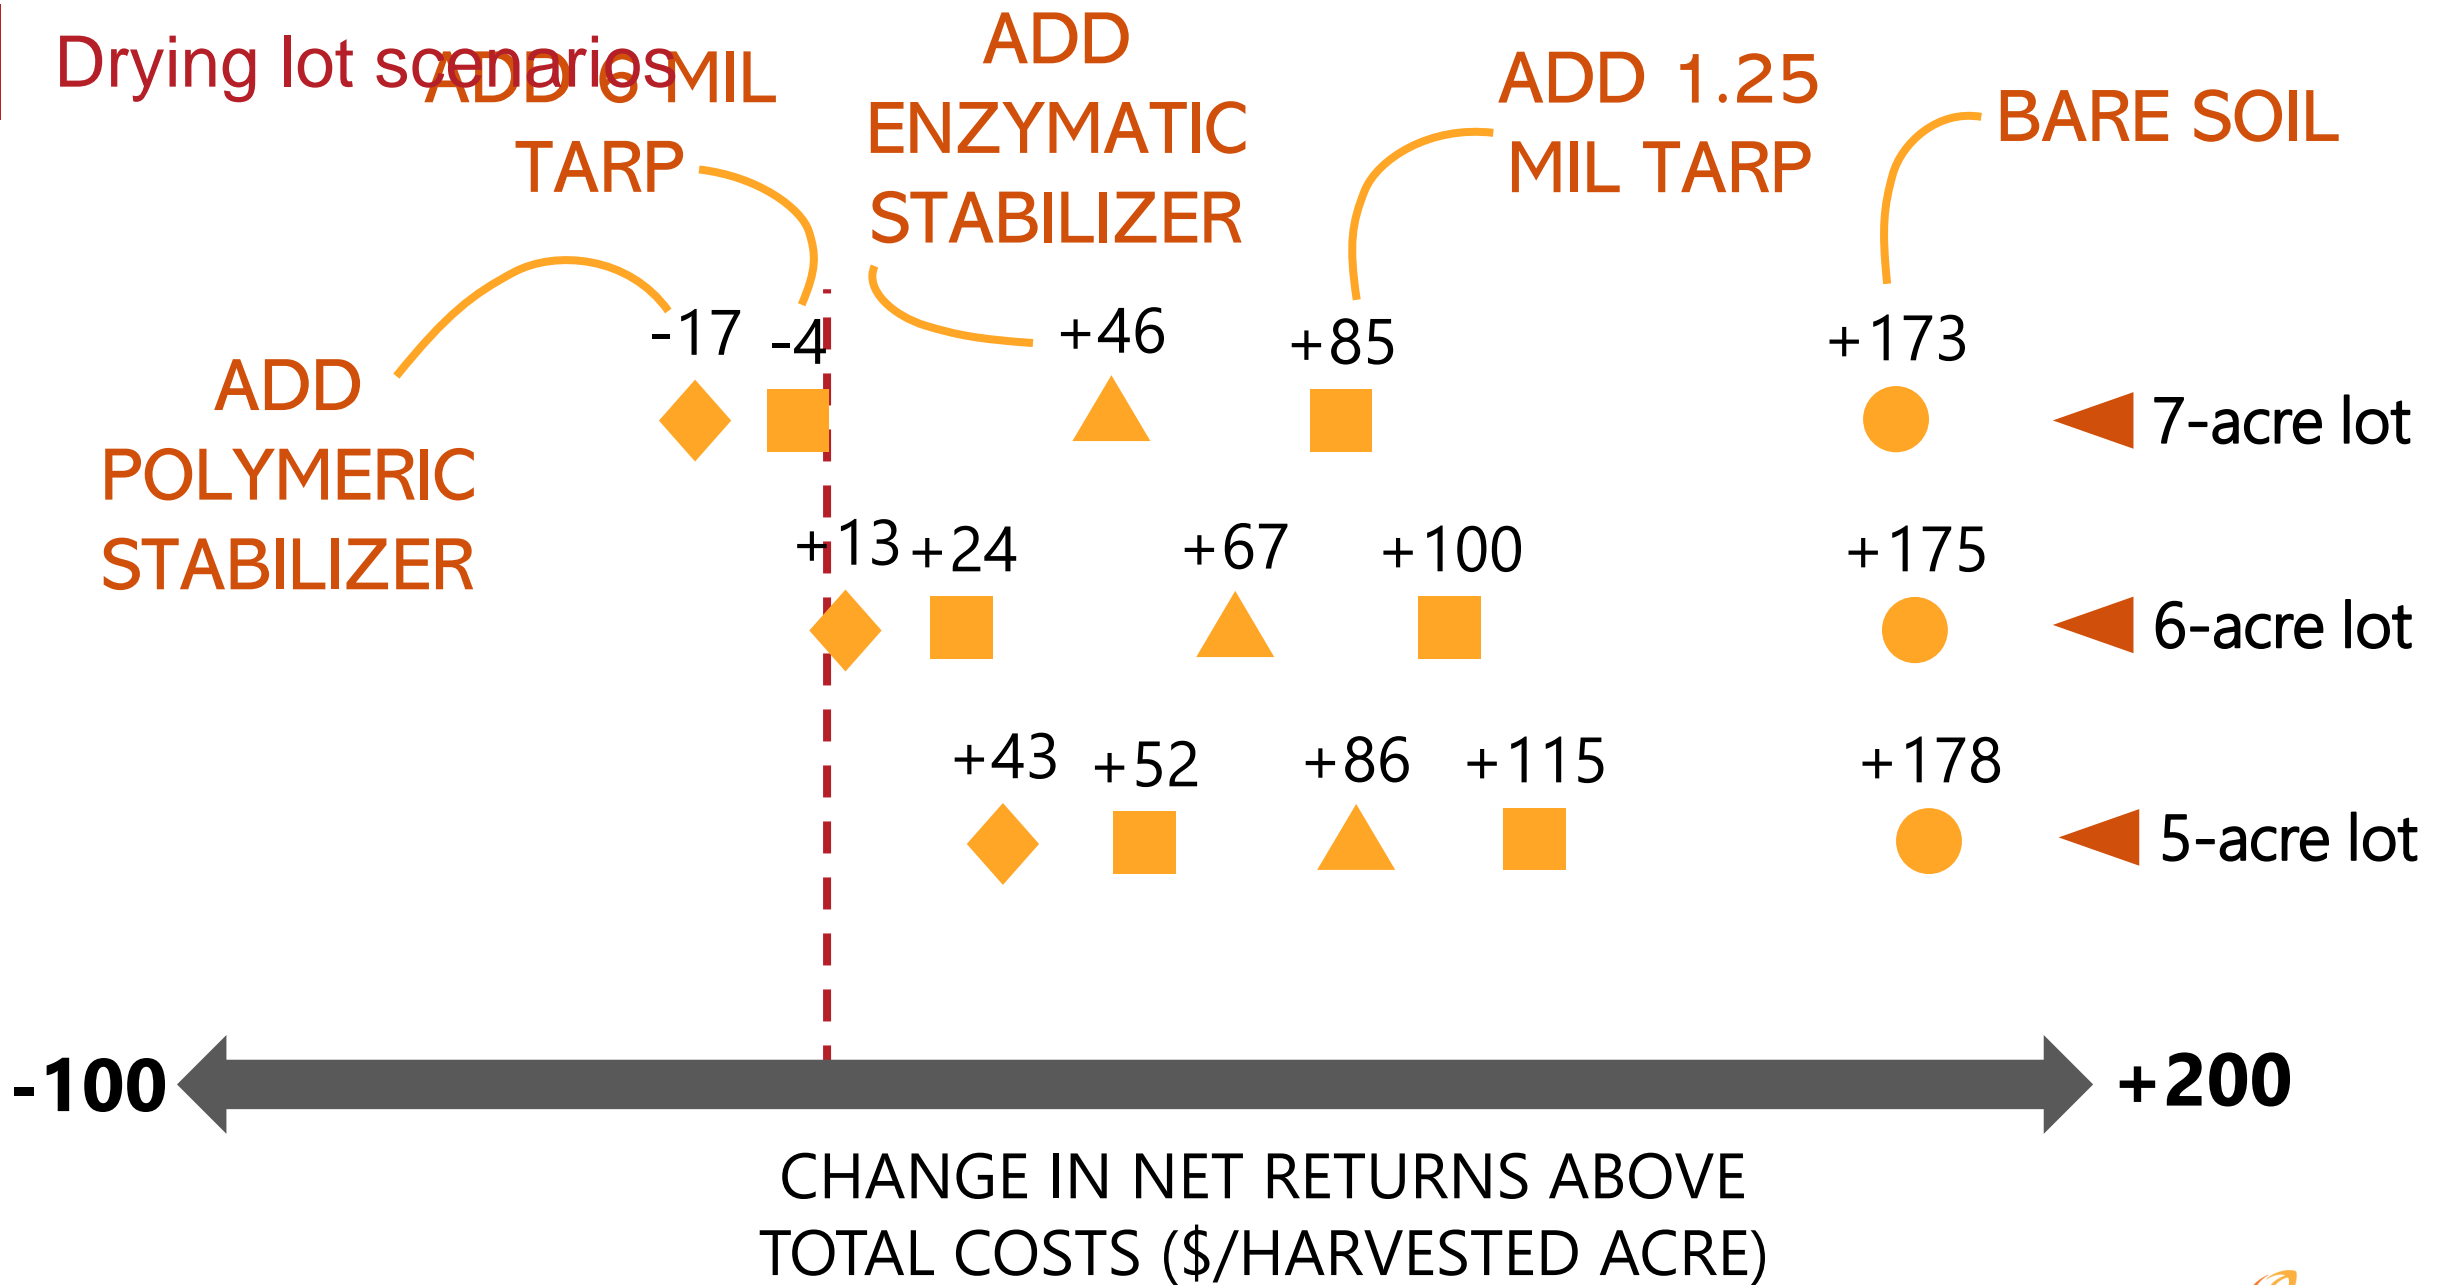 Drying lot scenarios
ADD 6 MIL
TARP
ADD
ENZYMATIC
STABILIZER
ADD 1.25
MIL TARP
BARE SOIL
ADD
POLYMERIC
STABILIZER
-17 -4 +46 +85 +173
7-acre lot
+13 +24 +67 +100 +175
6-acre lot
+43 +52 +86 +115 +178
5-acre lot
-100 +200
CHANGE IN NET RETURNS ABOVE
TOTAL COSTS ($/HARVESTED ACRE)